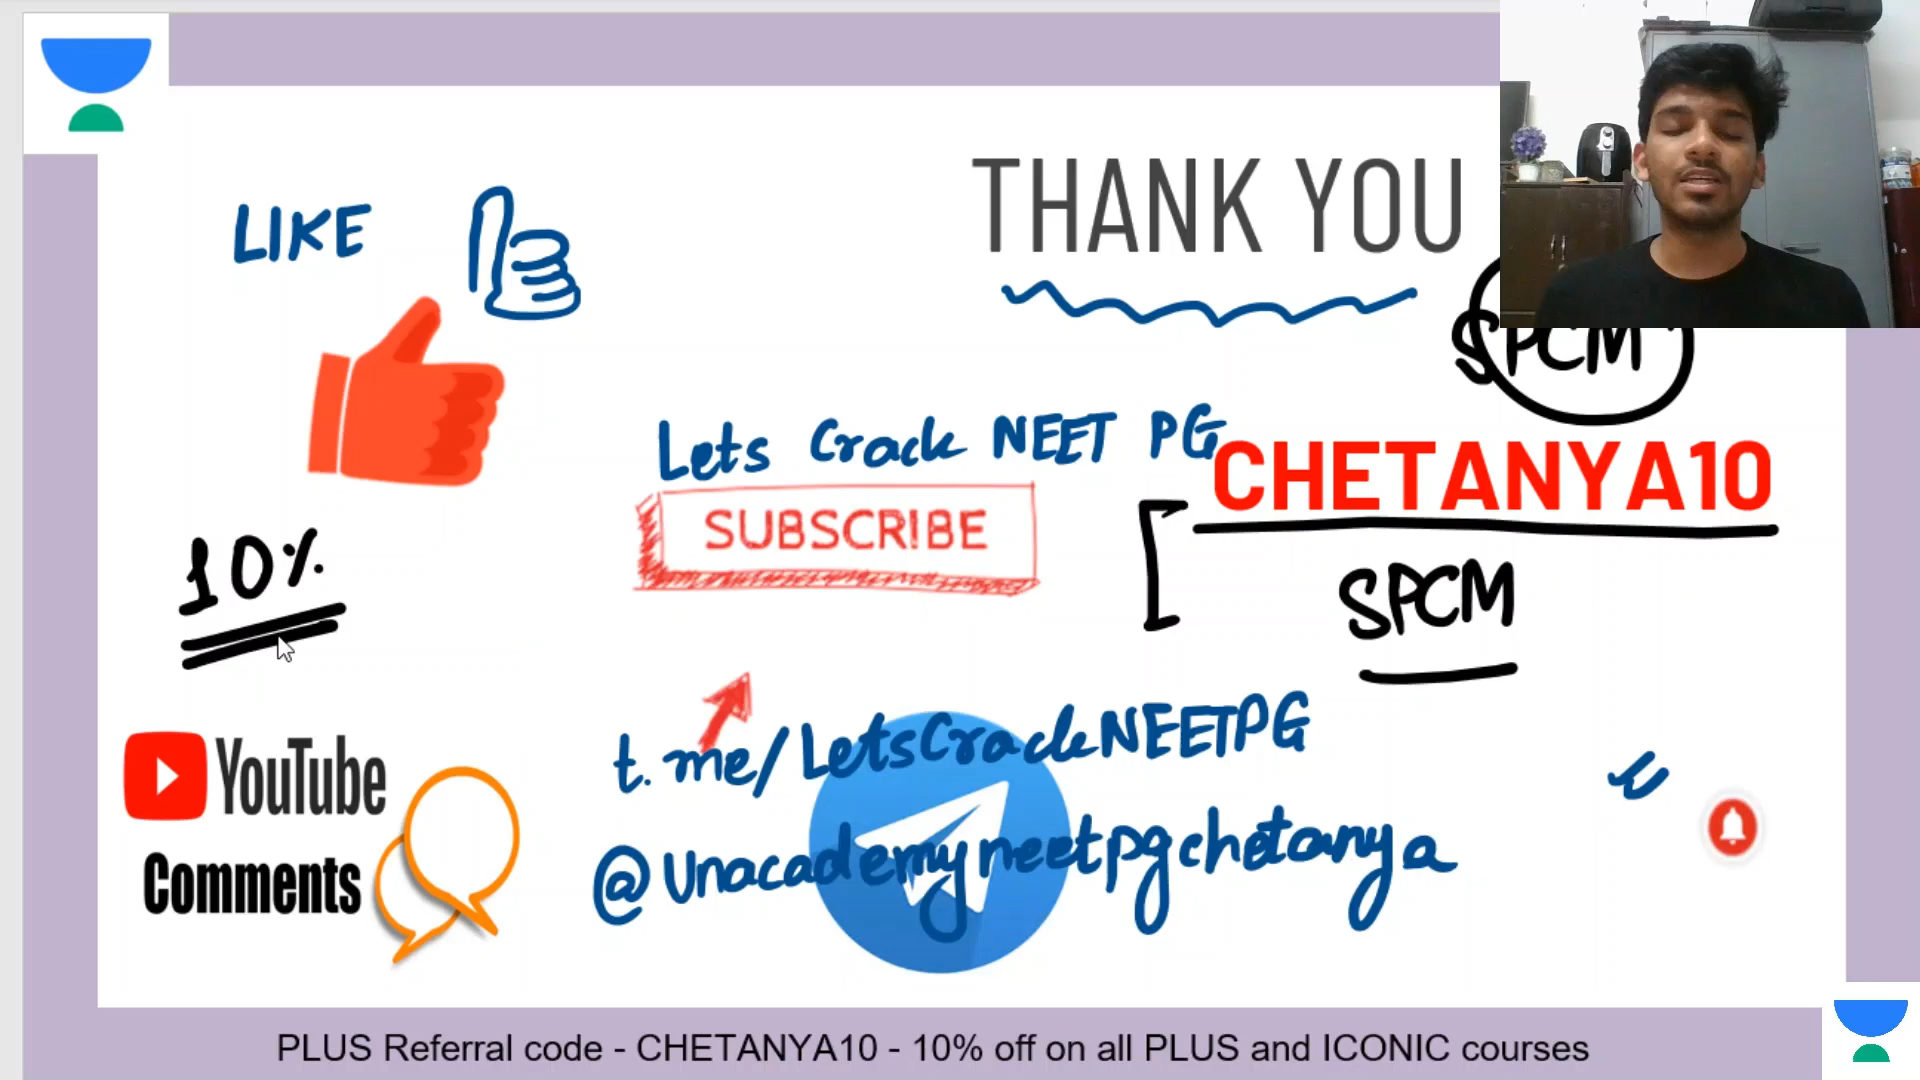 THANK YOU
LIKE
SPCM
Lets Crack NEET PG
CHETANYA10
SUBSCRIBE
10%
SPCM
t.me/LetsCrackNEETPG
YouTube
@unacademyneetpgchetanya
Comments
PLUS Referral code - CHETANYA10 - 10% off on all PLUS and ICONIC courses